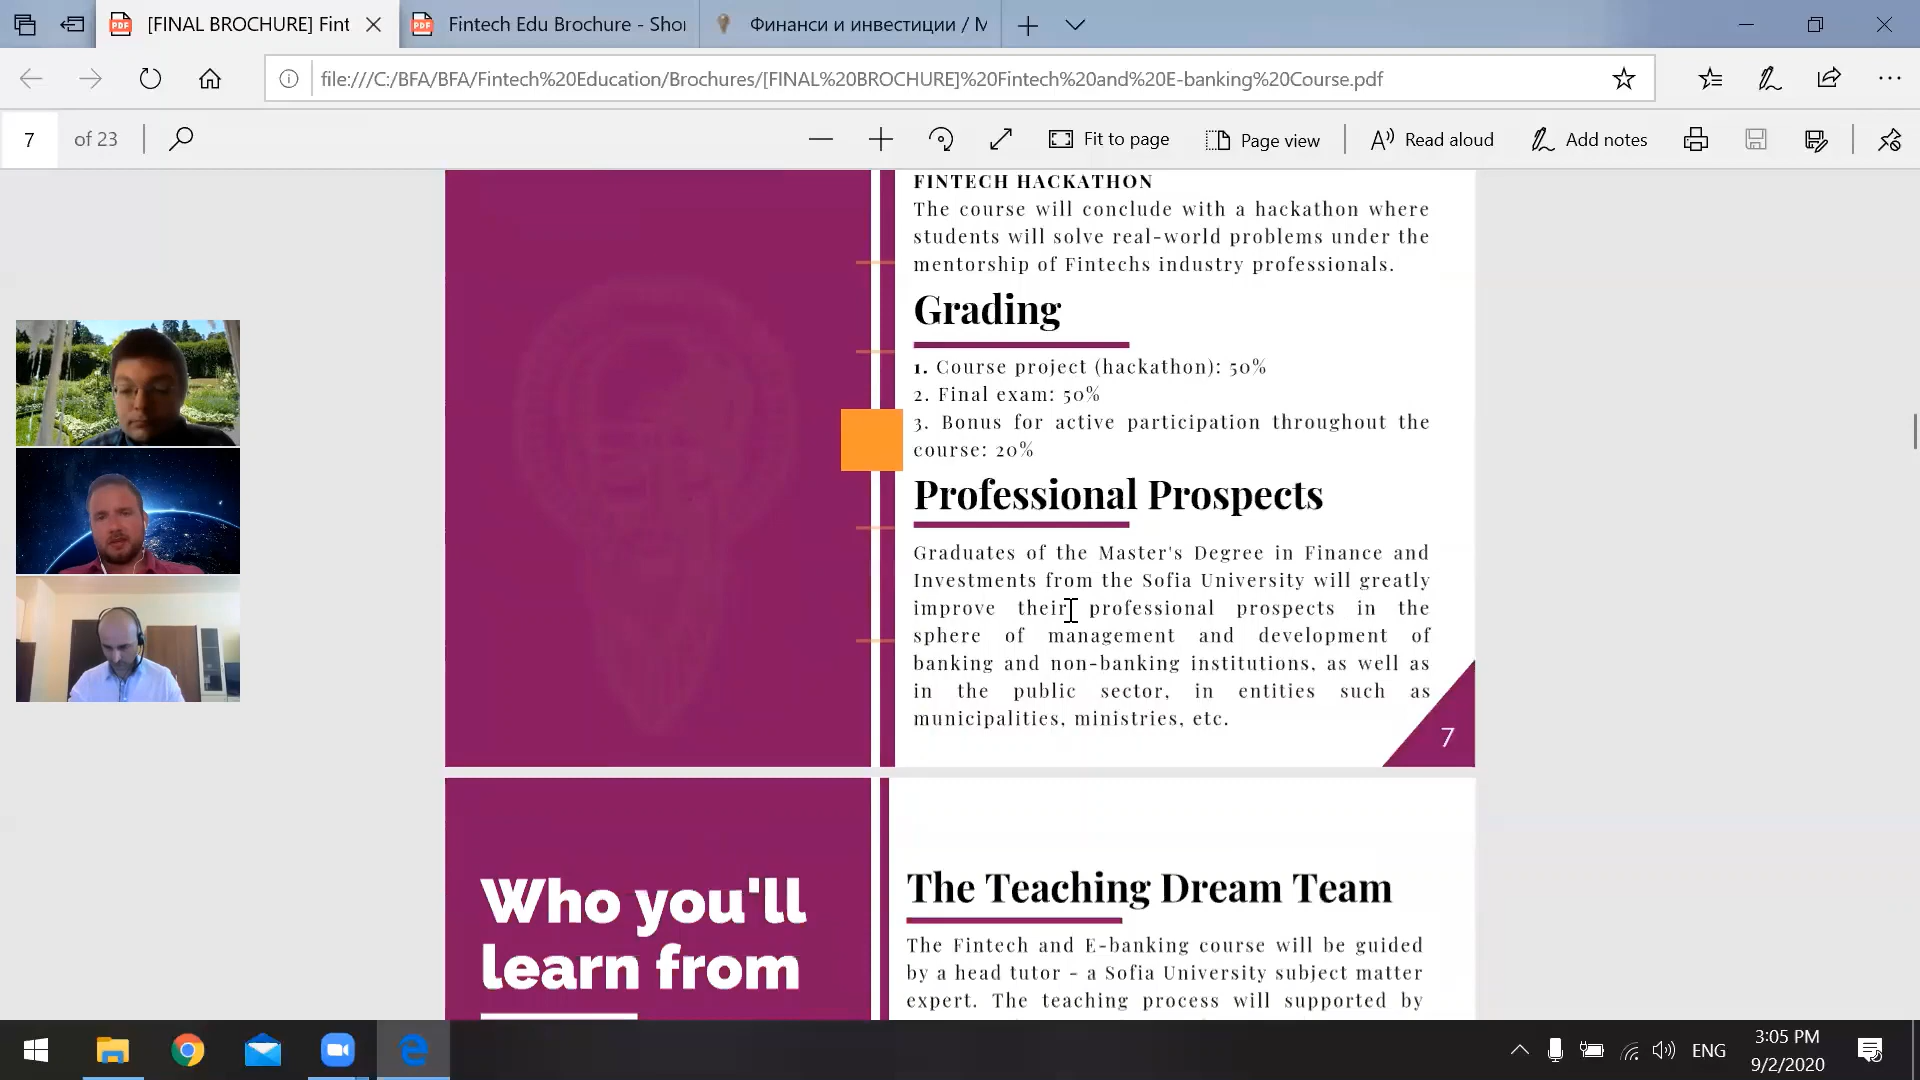 [FINAL BROCHURE] Fint
Fintech Edu Brochure - Sho
Финанси и инвестиции / М
file:///C:/BFA/BFA/Fintech%20Education/Brochures/[FINAL%20BROCHURE]%20Fintech%20and%20E-banking%20Course.pdf
7 of 23
Fit to page
Page view
Read aloud
Add notes
FINTECH HACKATHON
The course will conclude with a hackathon where
students will solve real-world problems under the
mentorship of Fintechs industry professionals.
Grading
1. Course project (hackathon): 50%
2. Final exam: 50%
3. Bonus for active participation throughout the
course: 20%
Professional Prospects
Graduates of the Master's Degree in Finance and
Investments from the Sofia University will greatly
improve their professional prospects in the
sphere of management and development of
banking and non-banking institutions, as well as
in the public sector, in entities such as
municipalities, ministries, etc.
7
Who you'll
learn from
The Teaching Dream Team
The Fintech and E-banking course will be guided
by a head tutor - a Sofia University subject matter
expert. The teaching process will supported by
ENG
3:05 PM
9/2/2020